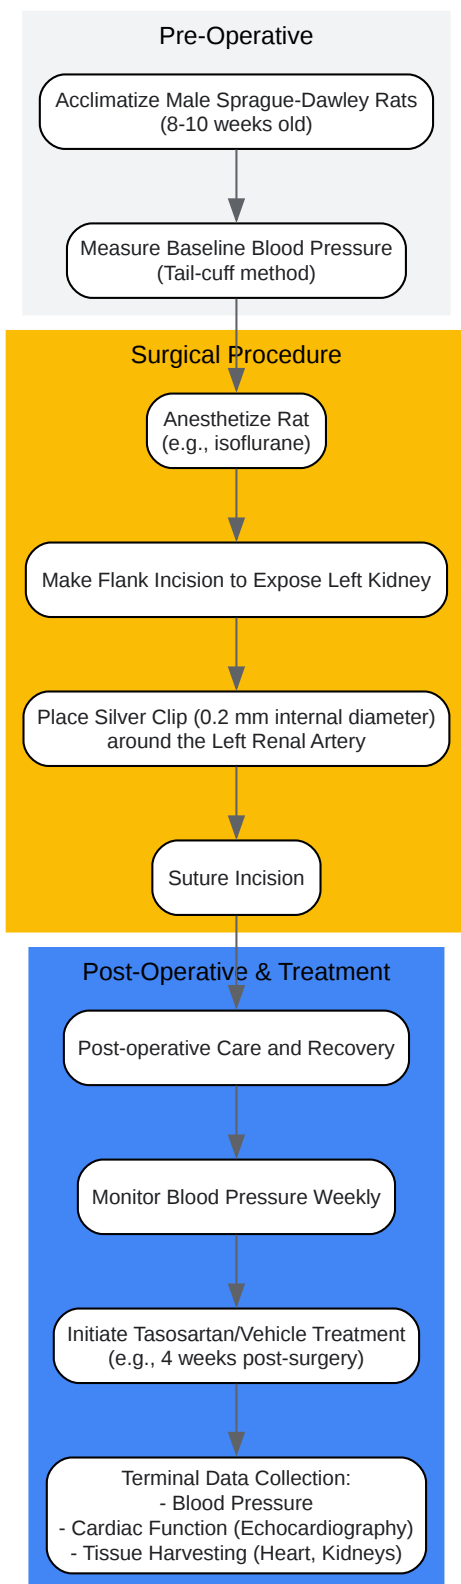 Pre-Operative
Acclimatize Male Sprague-Dawley Rats
(8-10 weeks old)
Measure Baseline Blood Pressure
(Tail-cuff method)
Surgical Procedure
Anesthetize Rat
(e.g., isoflurane)
Make Flank Incision to Expose Left Kidney
Place Silver Clip (0.2 mm internal diameter)
around the Left Renal Artery
Suture Incision
Post-Operative & Treatment
Post-operative Care and Recovery
Monitor Blood Pressure Weekly
Initiate Tasosartan/Vehicle Treatment
(e.g., 4 weeks post-surgery)
Terminal Data Collection:
- Blood Pressure
- Cardiac Function (Echocardiography)
- Tissue Harvesting (Heart, Kidneys)